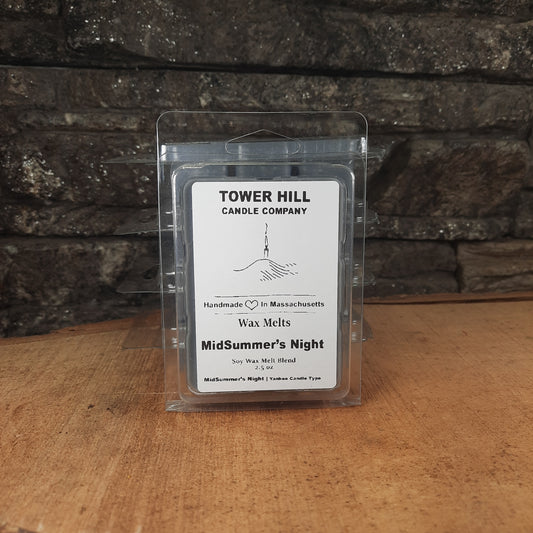 TOWER HILL
CANDLE COMPANY
Handmade In Massachusetts
Wax Melts
MidSummer's Night
Soy Wax Melt Blend
2.5 oz
MidSummer's Night | Yankee Candle Type